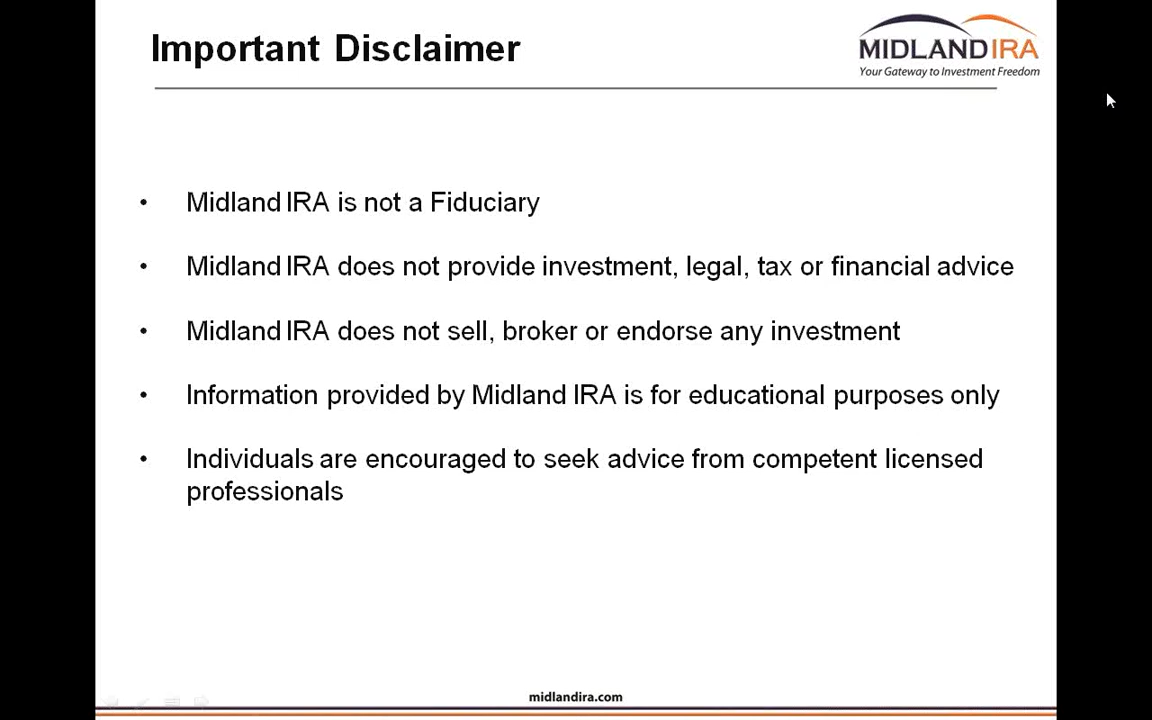 Important Disclaimer
MIDLANDIRA
Your Gateway to Investment Freedom
• Midland IRA is not a Fiduciary
• Midland IRA does not provide investment, legal, tax or financial advice
• Midland IRA does not sell, broker or endorse any investment
• Information provided by Midland IRA is for educational purposes only
• Individuals are encouraged to seek advice from competent licensed
professionals
midlandira.com